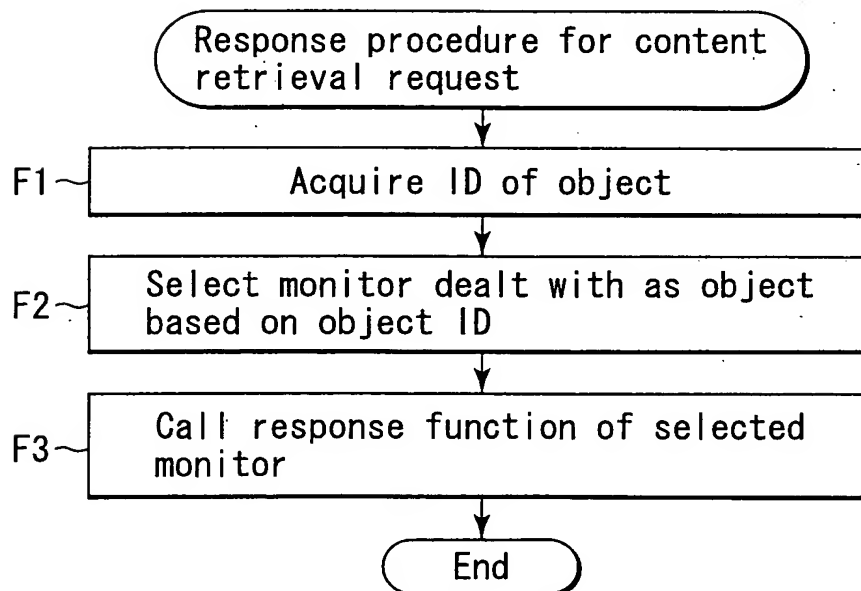 Response procedure for content
retrieval request
F1
Acquire ID of object
F2
Select monitor dealt with as object
based on object ID
F3
Call response function of selected
monitor
End